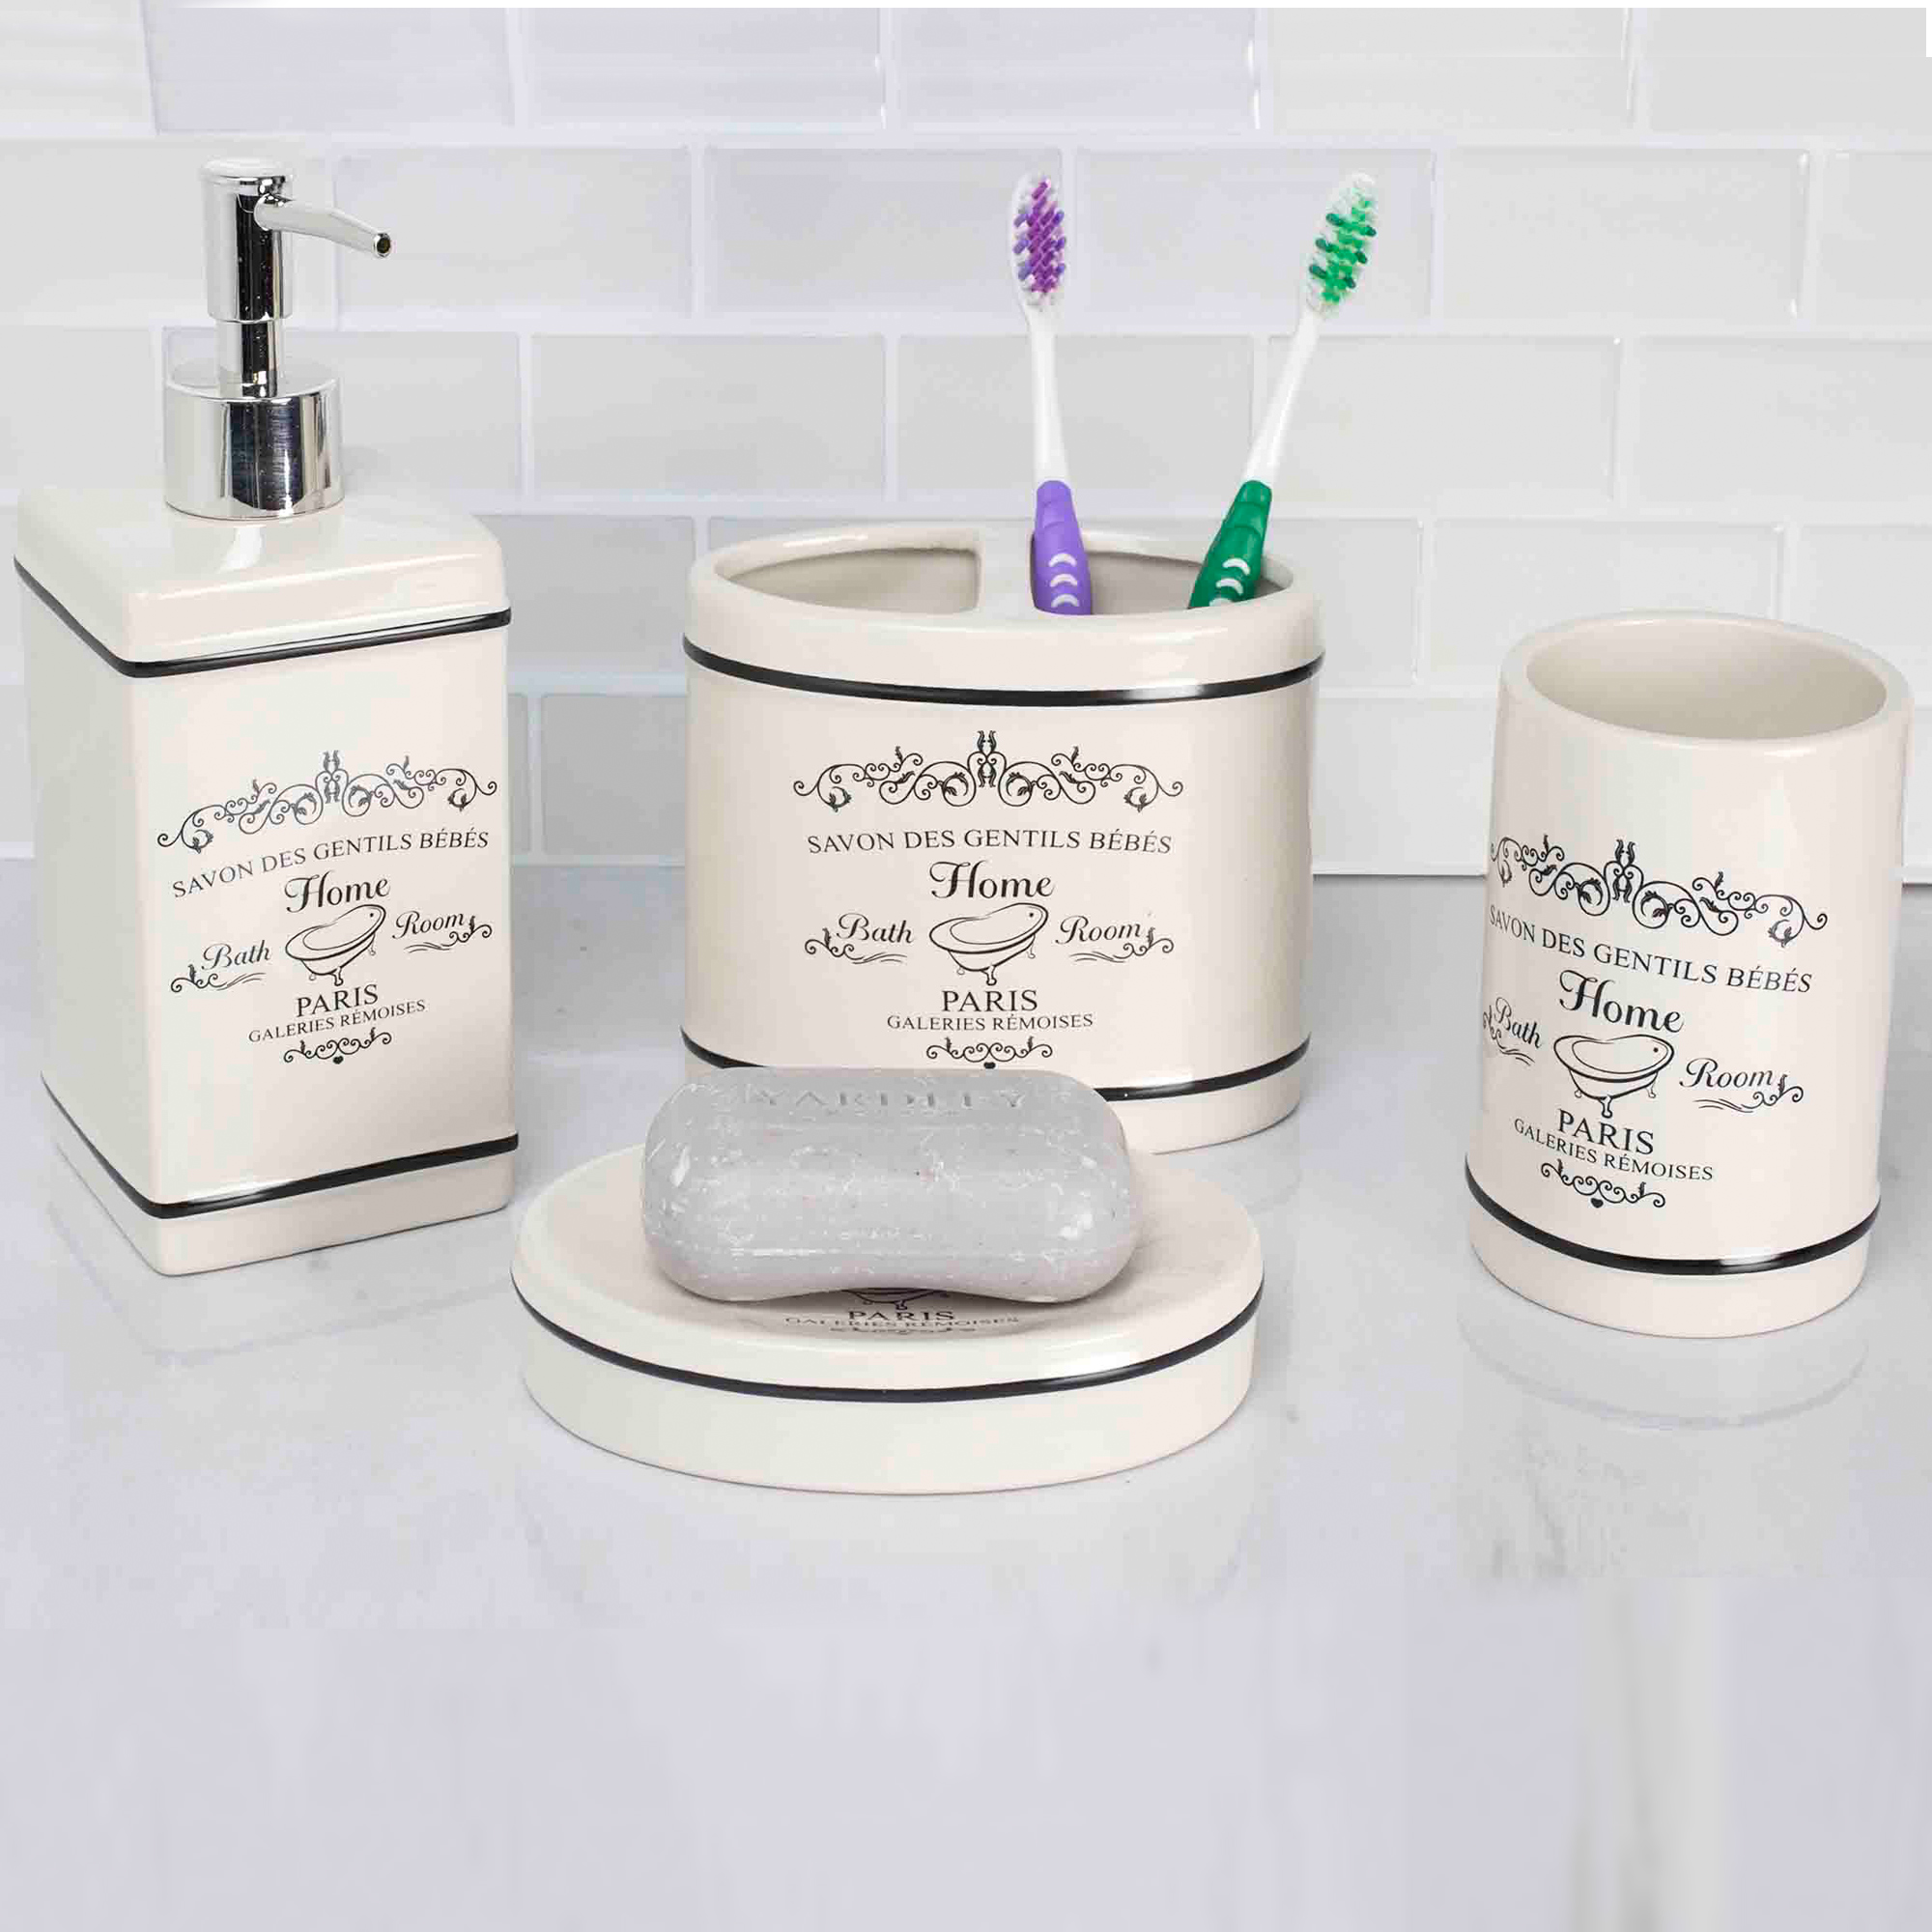 SAVON DES GENTILS BÉBÉS
Home
Bath Room
PARIS
GALERIES RÉMOISES
SAVON DES GENTILS BÉBÉS
Home
Bath Room
PARIS
GALERIES RÉMOISES
SAVON DES GENTILS BÉBÉS
Home
Bath Room
PARIS
GALERIES RÉMOISES
YARDLEY
PARIS
GALERIES RÉMOISES